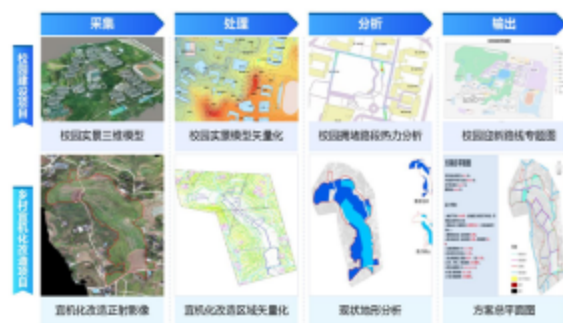 采集
处理
分析
输出
校园建设项目
校园实景三维模型
校园实景模型矢量化
校园拥堵路段热力分析
校园迎新路线专题图
乡村宜机化改造项目
宜机化改造正射影像
宜机化改造区域矢量化
现状地形分析
方案总平面图